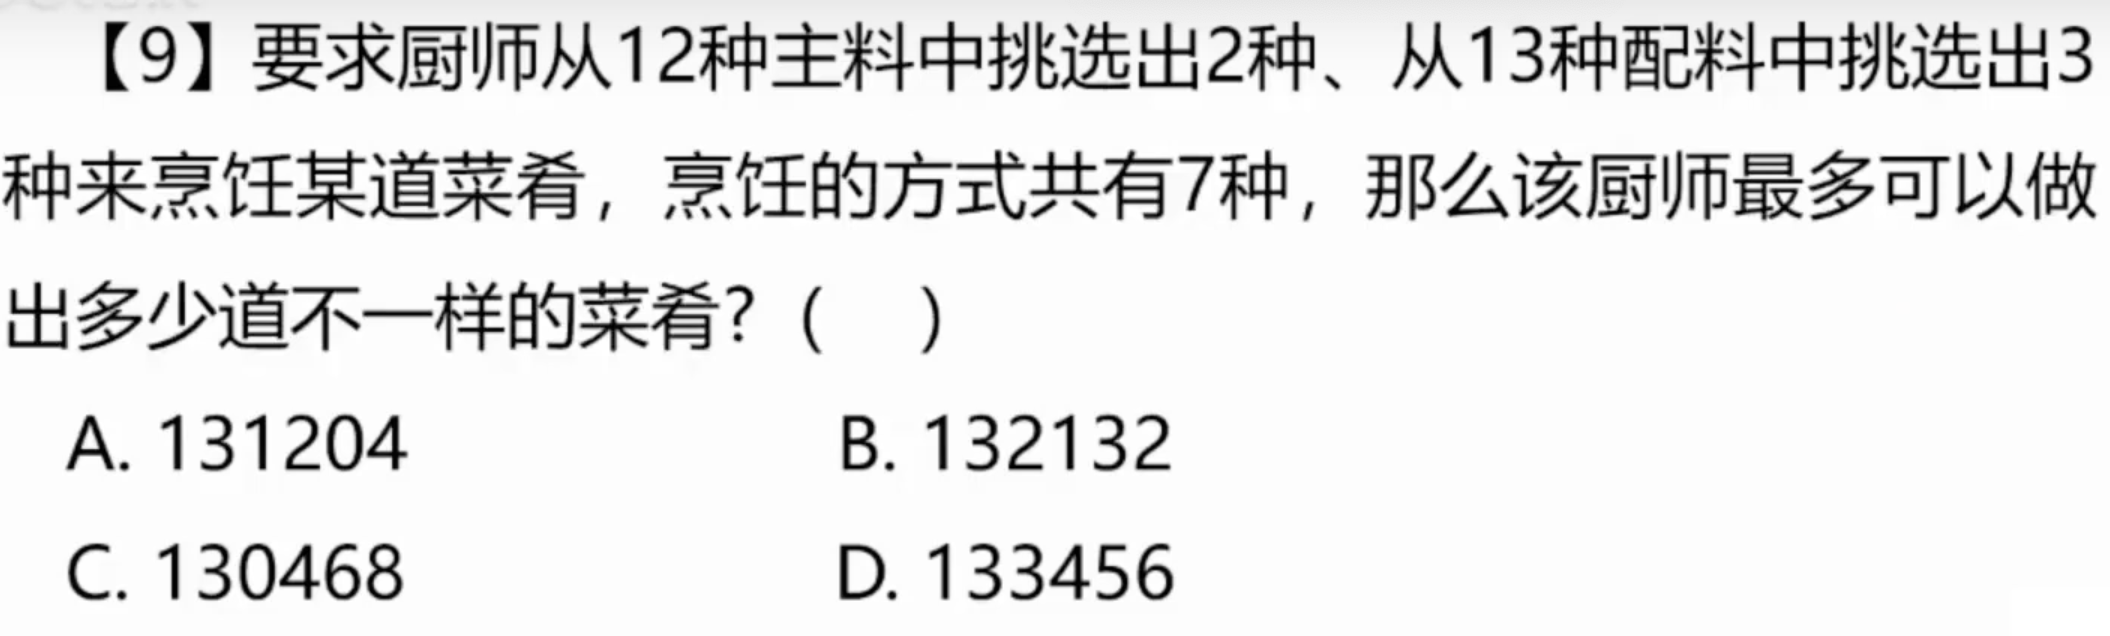 【9】要求厨师从12种主料中挑选出2种、从13种配料中挑选出3
种来烹饪某道菜肴，烹饪的方式共有7种，那么该厨师最多可以做
出多少道不一样的菜肴?（　）
A. 131204 B. 132132
C. 130468 D. 133456